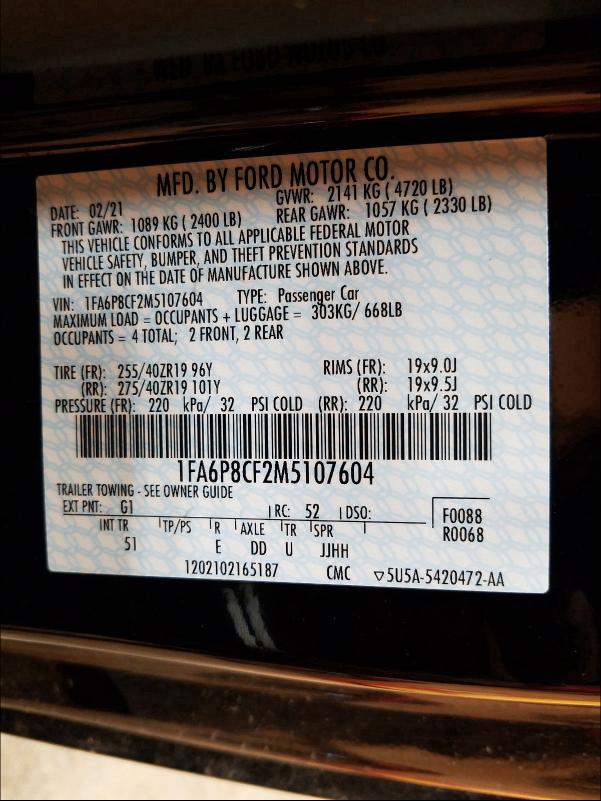 MFD. BY FORD MOTOR CO.
DATE: 02/21 GVWR: 2141 KG ( 4720 LB)
FRONT GAWR: 1089 KG ( 2400 LB) REAR GAWR: 1057 KG ( 2330 LB)
THIS VEHICLE CONFORMS TO ALL APPLICABLE FEDERAL MOTOR
VEHICLE SAFETY, BUMPER, AND THEFT PREVENTION STANDARDS
IN EFFECT ON THE DATE OF MANUFACTURE SHOWN ABOVE.
VIN: 1FA6P8CF2M5107604 TYPE: Passenger Car
MAXIMUM LOAD = OCCUPANTS + LUGGAGE = 303KG/ 668LB
OCCUPANTS = 4 TOTAL; 2 FRONT, 2 REAR
TIRE (FR): 255/40ZR19 96Y RIMS (FR): 19x9.0J
(RR): 275/40ZR19 101Y (RR): 19x9.5J
PRESSURE (FR): 220 kPa/ 32 PSI COLD (RR): 220 kPa/ 32 PSI COLD
1FA6P8CF2M5107604
TRAILER TOWING - SEE OWNER GUIDE
EXT PNT: G1 RC: 52 DSO: F0088
INT TR TP/PS R AXLE TR SPR R0068
51 E DD U JJHH
1202102165187 CMC ▽5U5A-5420472-AA